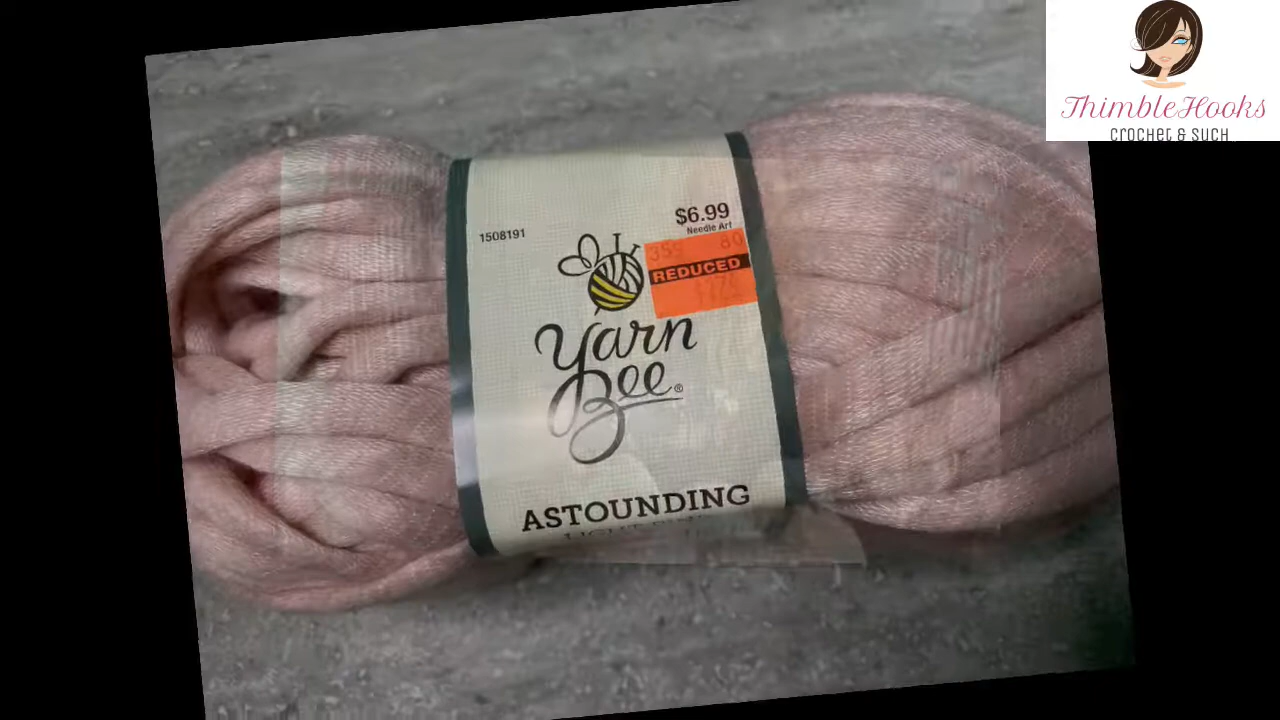 ThimbleHooks
CROCHET & SUCH
$6.99
Needle Art
1508191
REDUCED
Yarn
Bee®
ASTOUNDING